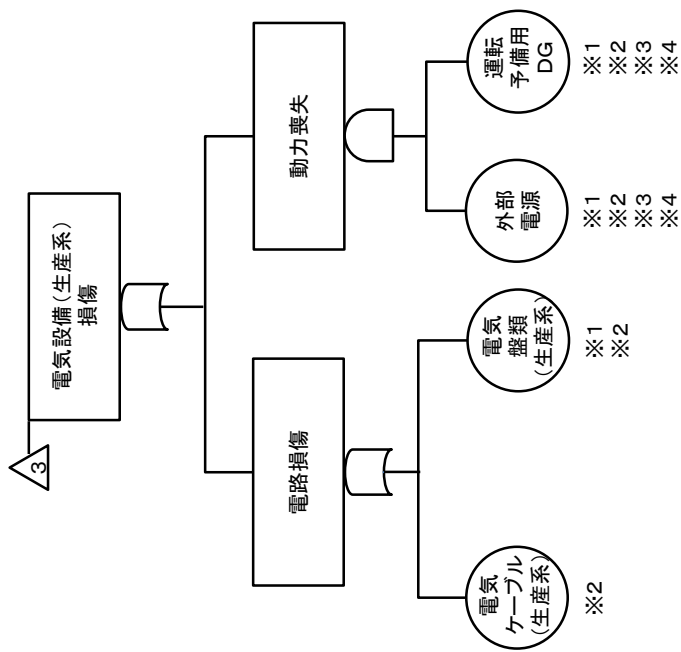 3
電気設備(生産系)
損傷
電路損傷
動力喪失
電気
ケーブル
(生産系)
※2
電気
盤類
(生産系)
※1
※2
外部
電源
※1
※2
※3
※4
運転
予備用
DG
※1
※2
※3
※4